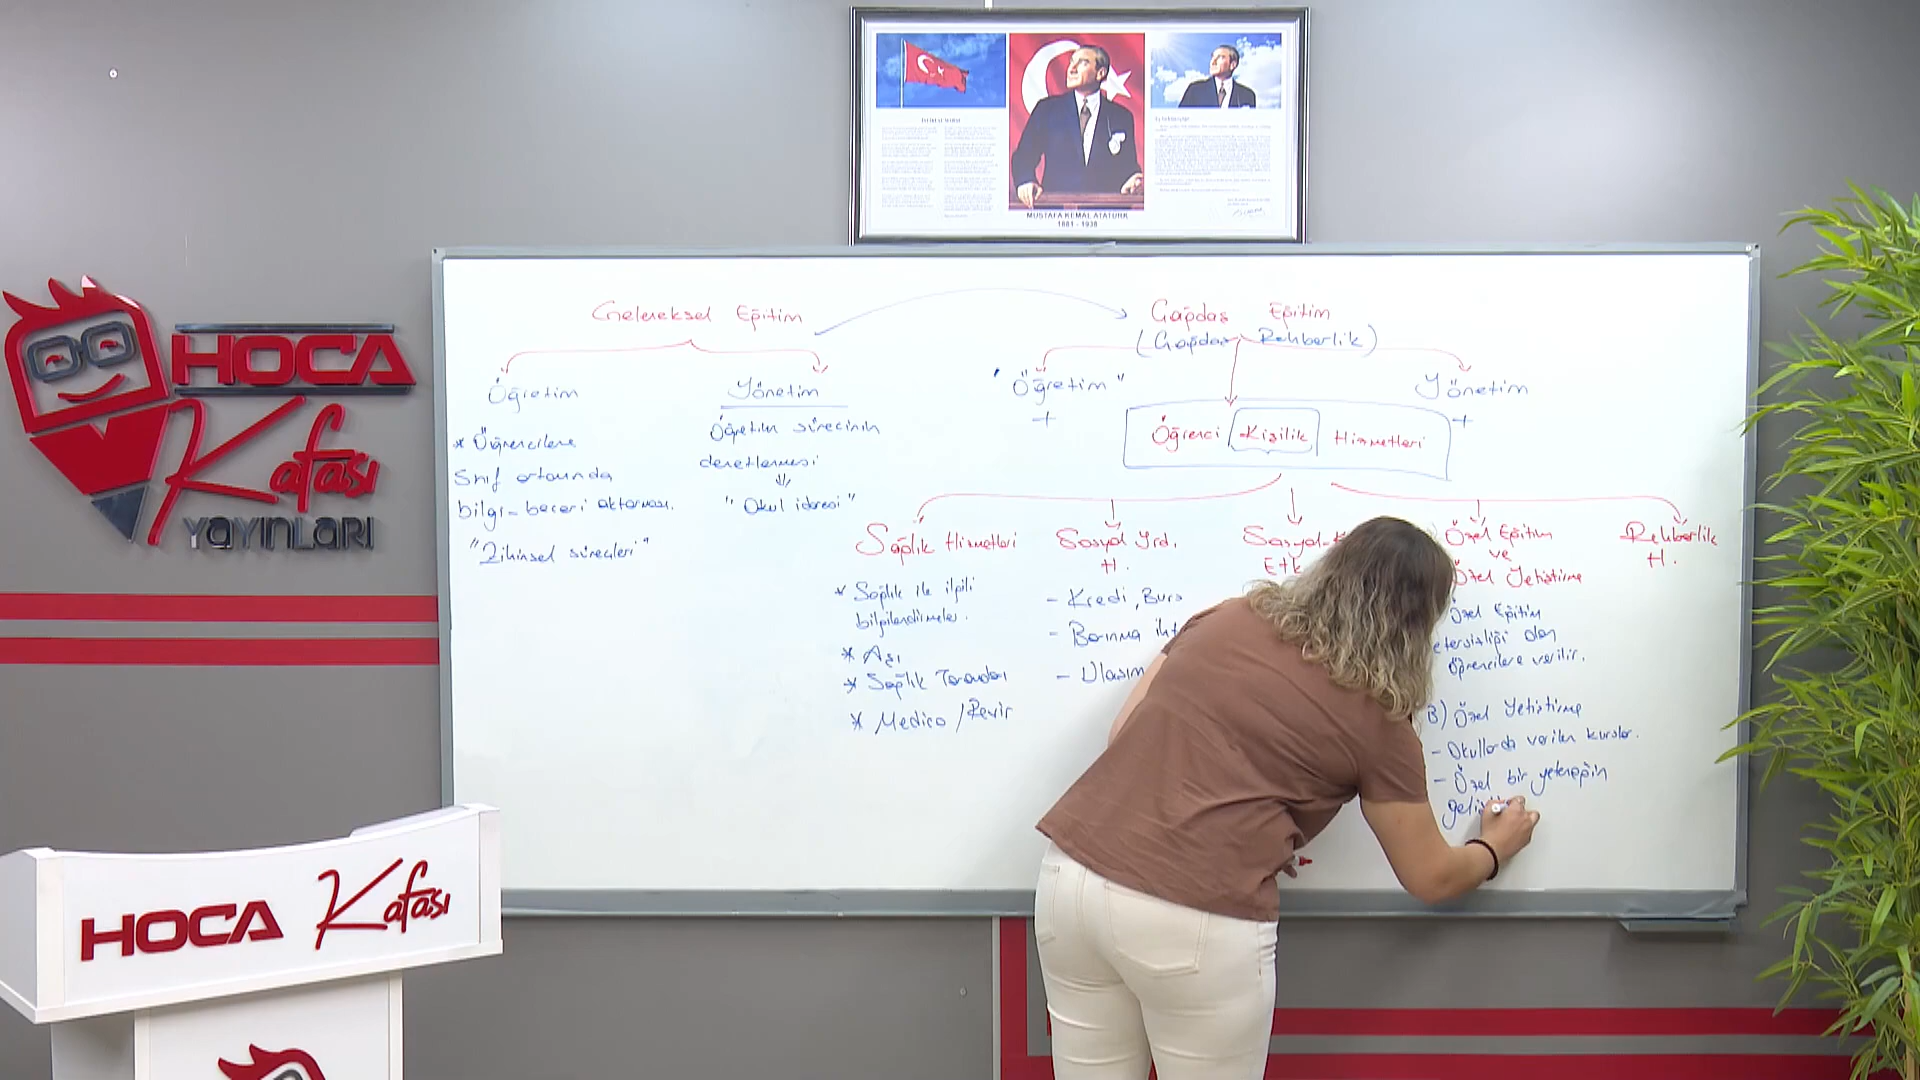 MUSTAFA KEMAL ATATÜRK
1881 - 1938
HOCA
Kafası
YAYINLARI
Geleneksel Eğitim
Öğretim
* Öğrencilere
Sınıf ortamında
bilgi-beceri aktarması.
"Zihinsel süreçleri"
Yönetim
Öğretim sürecinin
denetlenmesi
"Okul idaresi"
Çağdaş Eğitim
(Çağdaş Rehberlik)
"Öğretim"
+
Yönetim
+
Öğrenci Kişilik Hizmetleri
Sağlık Hizmetleri
* Sağlık ile ilgili
bilgilendirmeler.
* Aşı
* Sağlık Taramaları
* Medico / Revir
Sosyal Yrd.
H.
- Kredi, Burs
- Barınma
- Ulaşım
Sosyal-
Etk
Özel Eğitim
ve
Özel Yetiştirme
Özel Eğitim
olan
öğrencilere verilir.
B) Özel Yetiştirme
- Okullarda verilen kurslar.
- Özel bir yeteneğin
Rehberlik
H.
HOCA Kafası